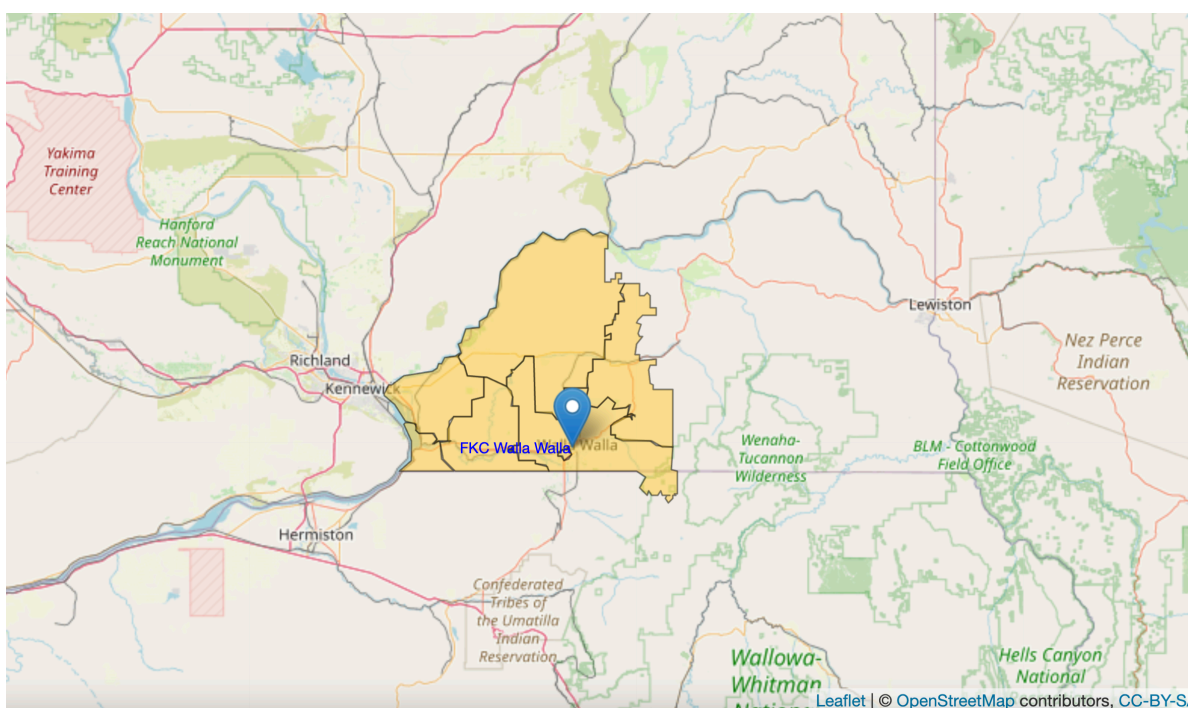 Yakima
Training
Center
Hanford
Reach National
Monument
Lewiston
Richland
Kennewick
Nez Perce
Indian
Reservation
FKC Walla Walla
Walla Walla
Wenaha-
Tucannon
Wilderness
BLM - Cottonwood
Field Office
Hermiston
Confederated
Tribes of
the Umatilla
Indian
Reservation
Wallowa-
Whitman
Hells Canyon
National
Leaflet | © OpenStreetMap contributors, CC-BY-SA